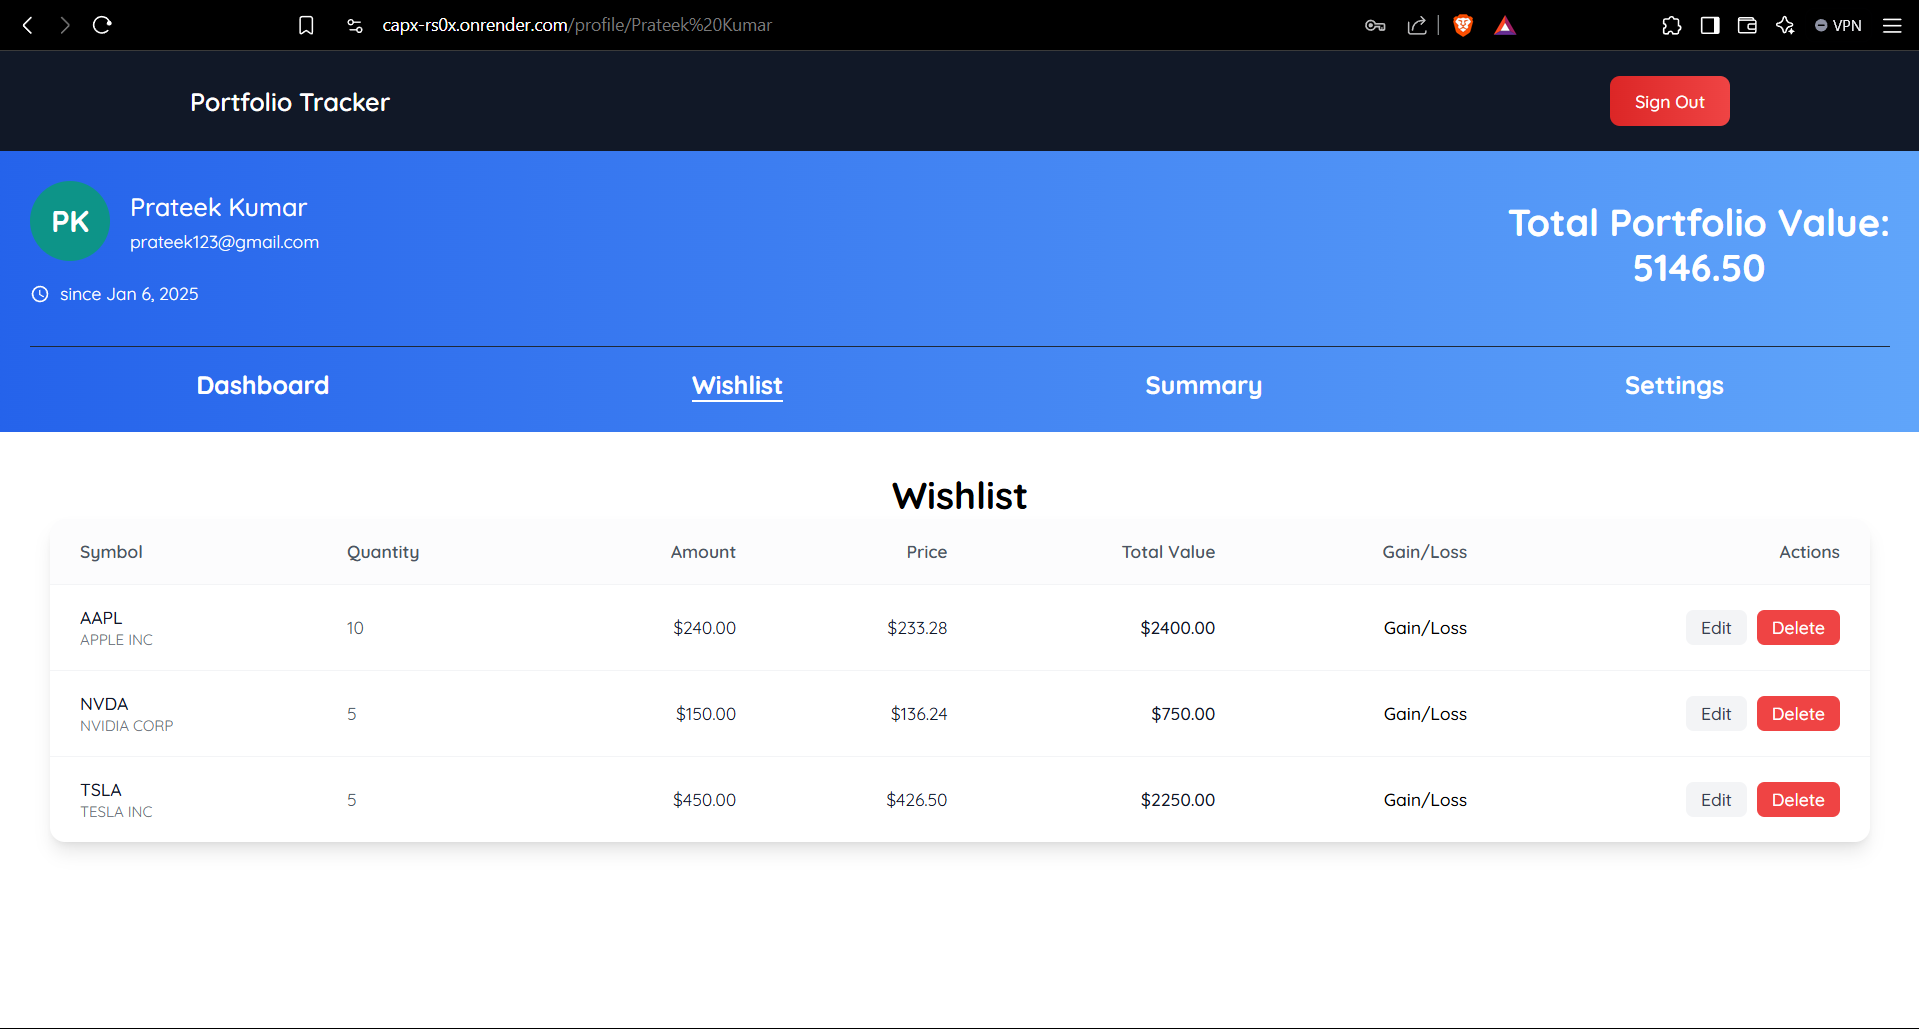 capx-rs0x.onrender.com/profile/Prateek%20Kumar
VPN
Portfolio Tracker
Sign Out
PK
Prateek Kumar
prateek123@gmail.com
since Jan 6, 2025
Total Portfolio Value:
5146.50
Dashboard Wishlist Summary Settings
Wishlist
Symbol Quantity Amount Price Total Value Gain/Loss Actions
AAPL
APPLE INC
10 $240.00 $233.28 $2400.00 Gain/Loss Edit Delete
NVDA
NVIDIA CORP
5 $150.00 $136.24 $750.00 Gain/Loss Edit Delete
TSLA
TESLA INC
5 $450.00 $426.50 $2250.00 Gain/Loss Edit Delete